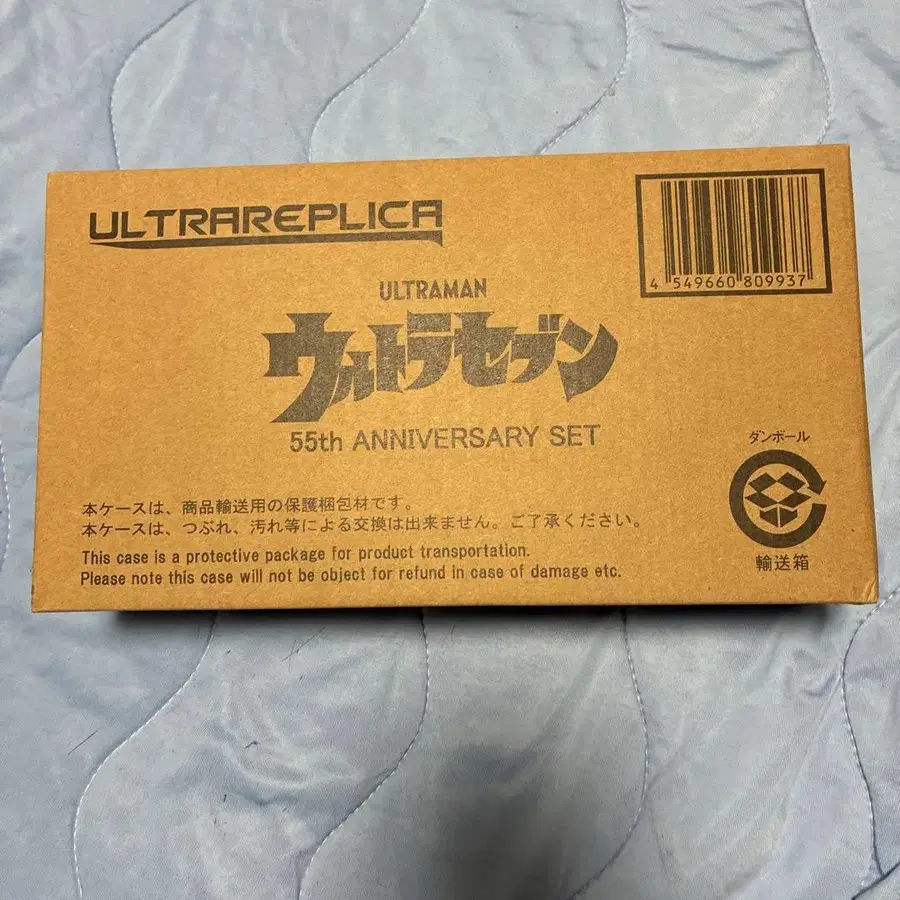 ULTRAREPLICA
4 549660 809937
ULTRAMAN
ウルトラセブン
55th ANNIVERSARY SET
ダンボール
輸送箱
本ケースは、商品輸送用の保護梱包材です。
本ケースは、つぶれ、汚れ等による交換は出来ません。ご了承ください。
This case is a protective package for product transportation.
Please note this case will not be object for refund in case of damage etc.